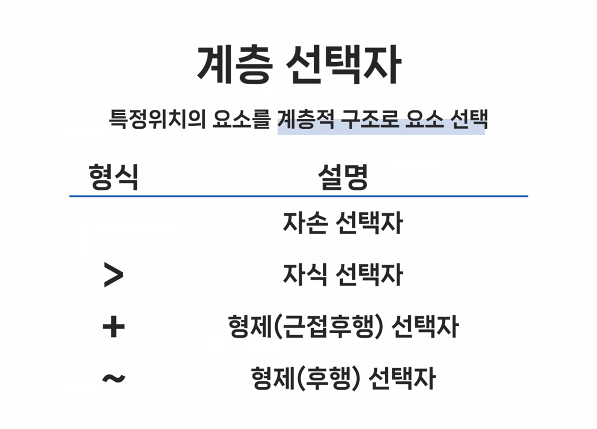 계층 선택자
특정위치의 요소를 계층적 구조로 요소 선택
형식 설명
자손 선택자
> 자식 선택자
+ 형제(근접후행) 선택자
~ 형제(후행) 선택자